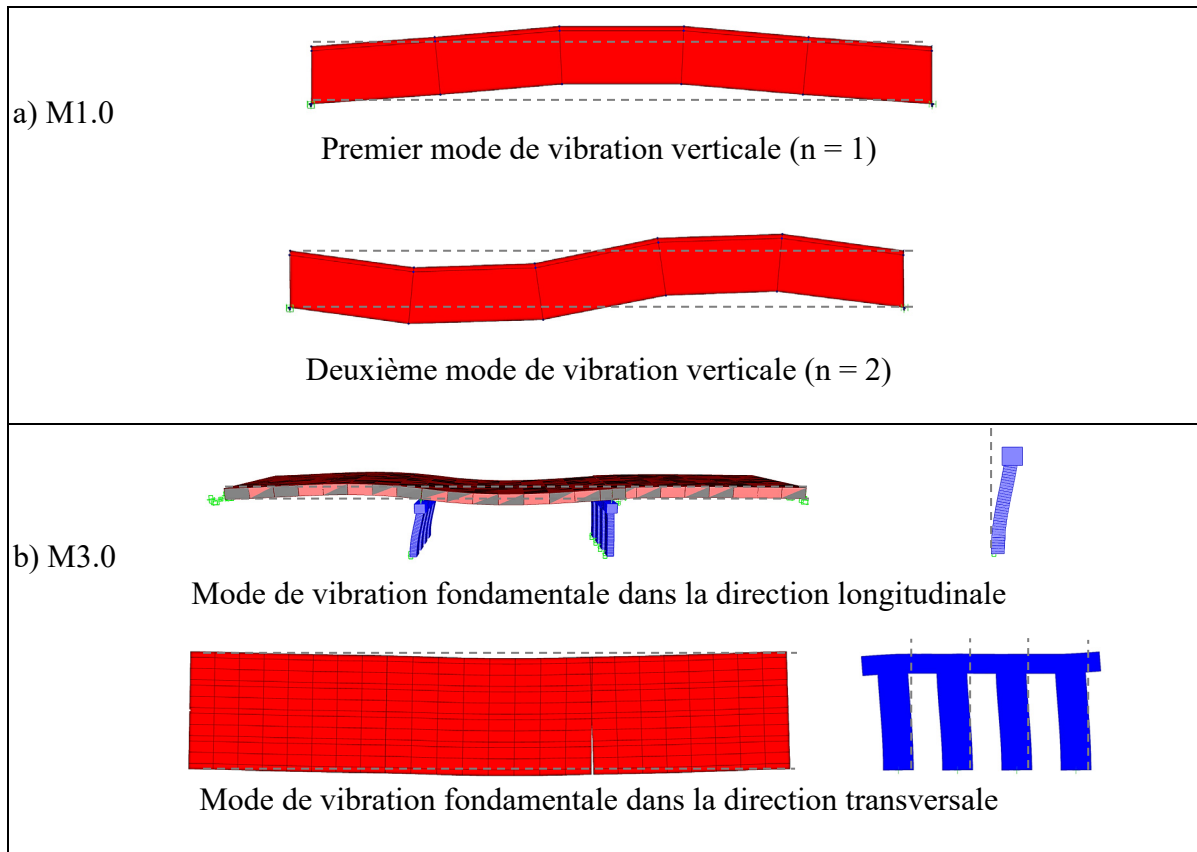 a) M1.0
Premier mode de vibration verticale (n = 1)
Deuxième mode de vibration verticale (n = 2)
b) M3.0
Mode de vibration fondamentale dans la direction longitudinale
Mode de vibration fondamentale dans la direction transversale